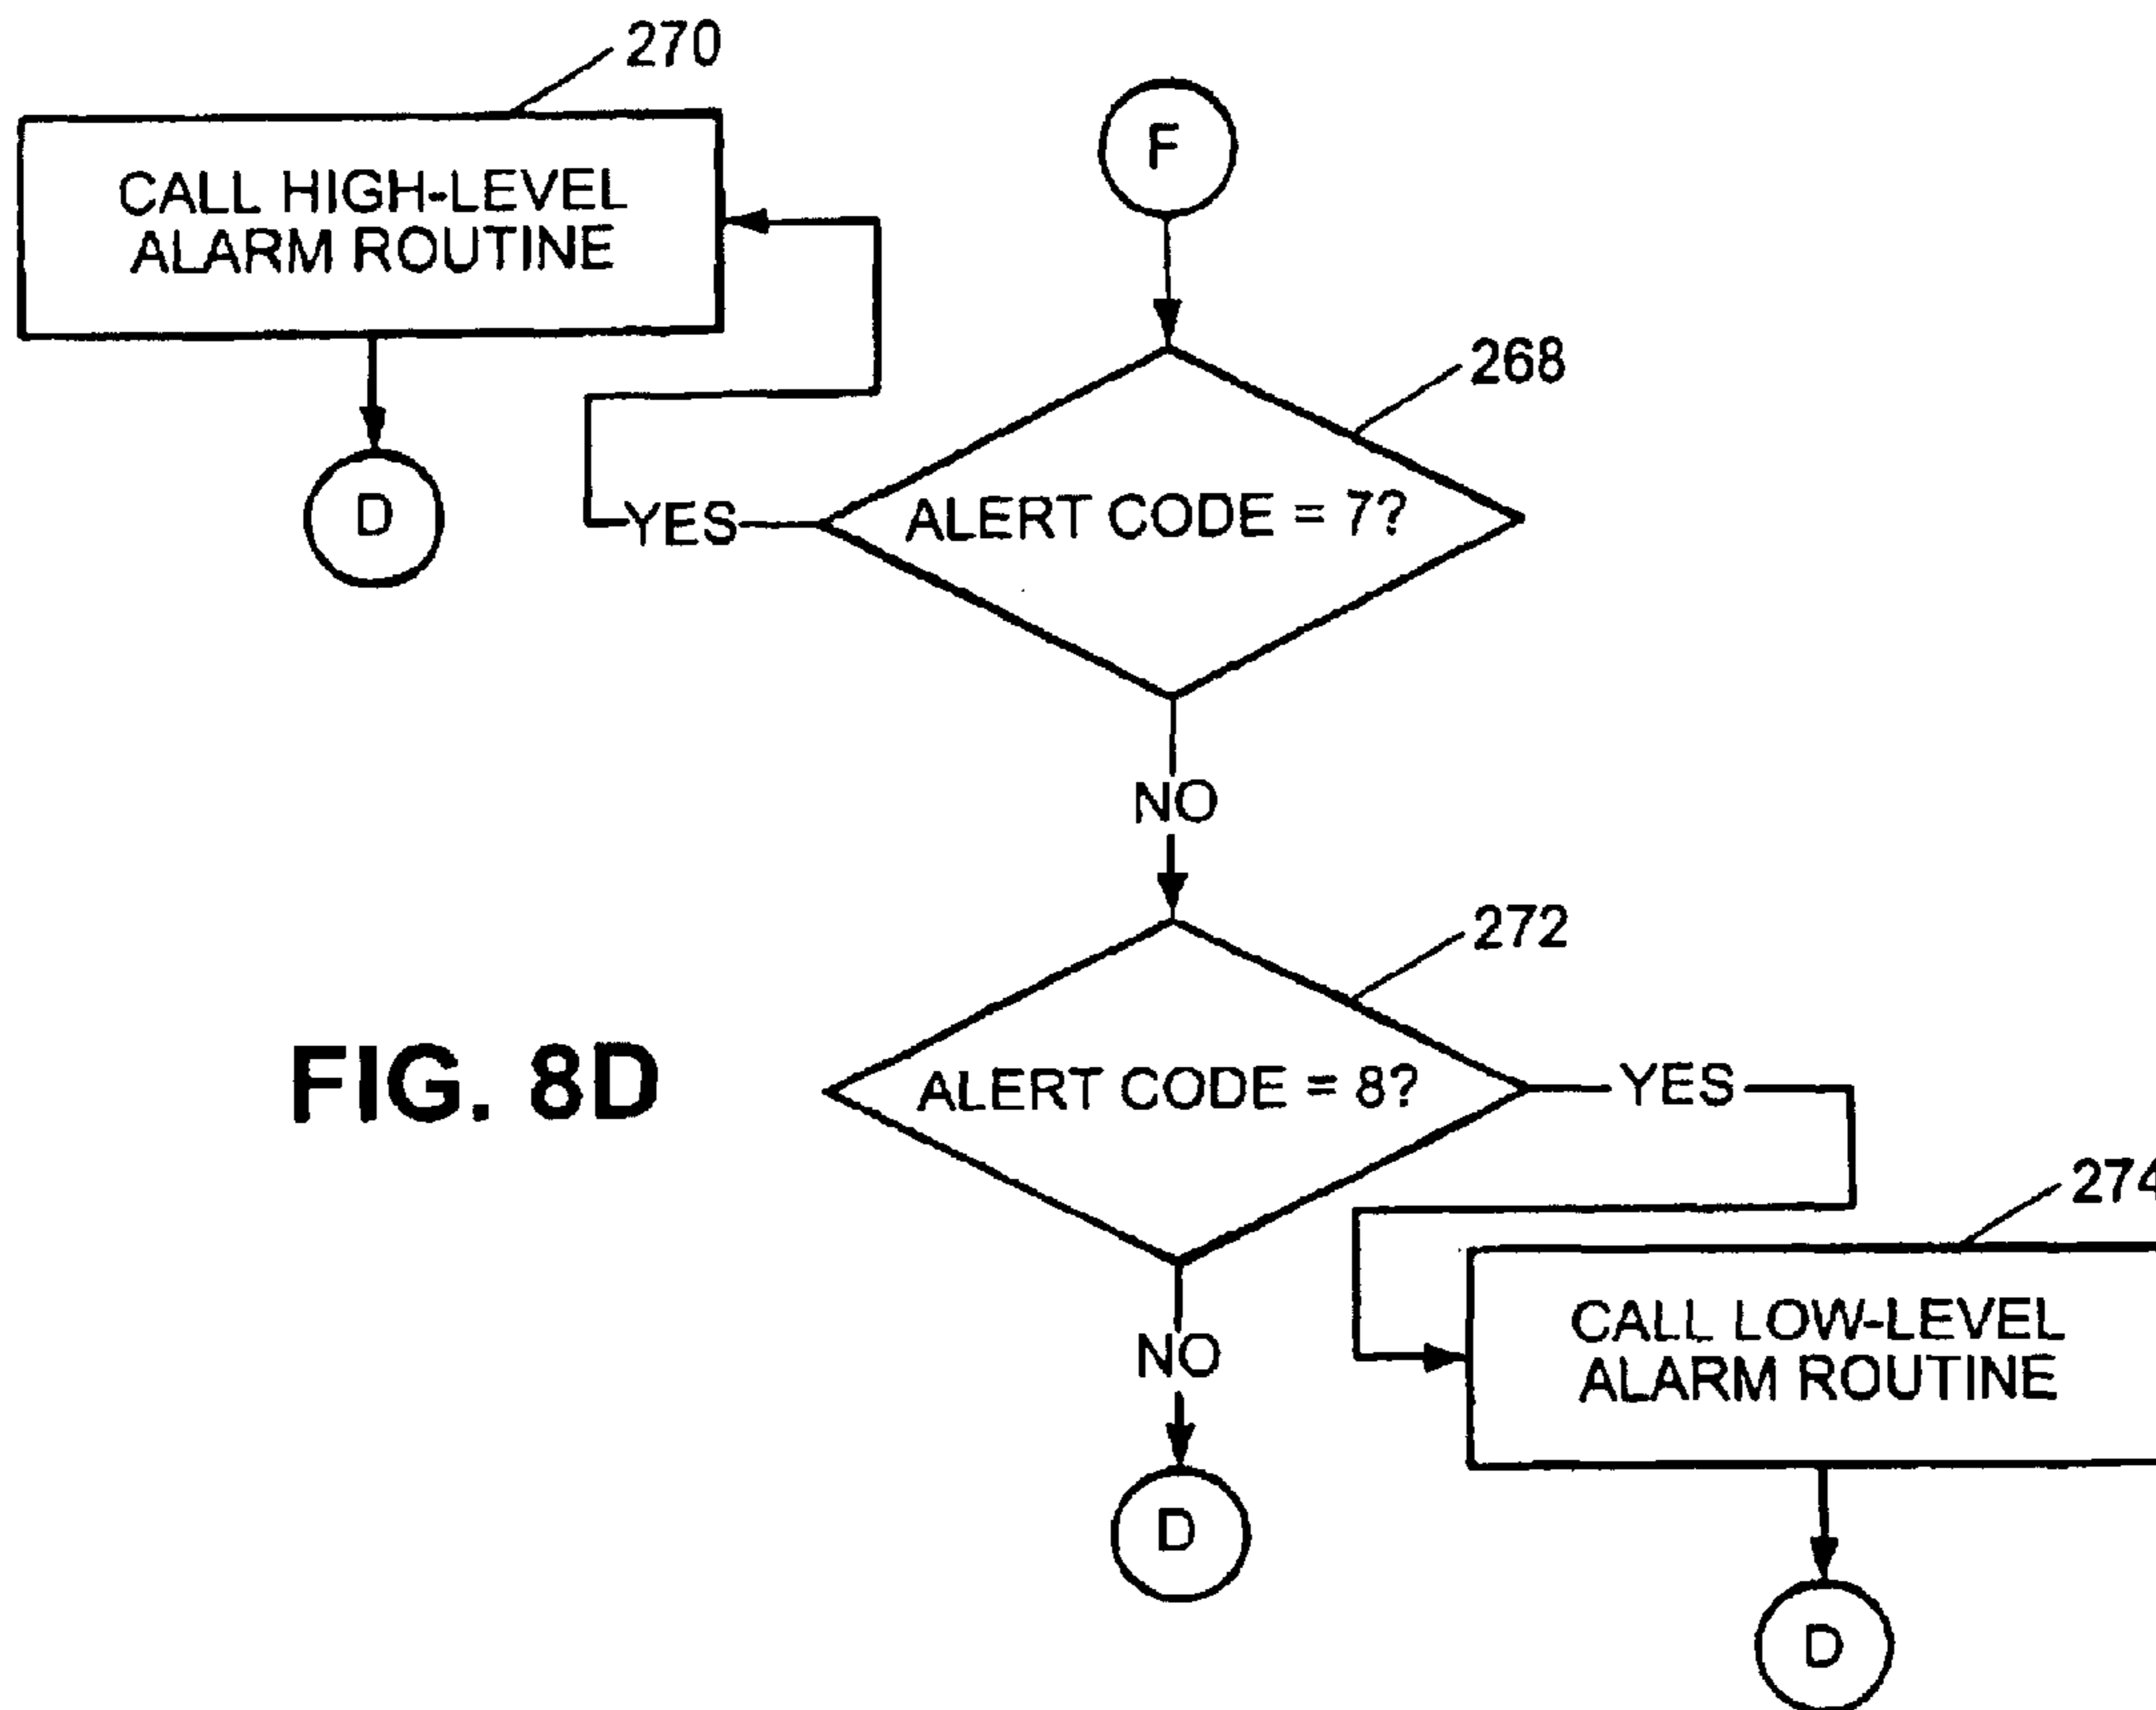 270
CALL HIGH-LEVEL
ALARM ROUTINE
F
268
D
YES
ALERT CODE = 7?
NO
272
FIG. 8D
ALERT CODE = 8?
YES
274
CALL LOW-LEVEL
ALARM ROUTINE
NO
D
D